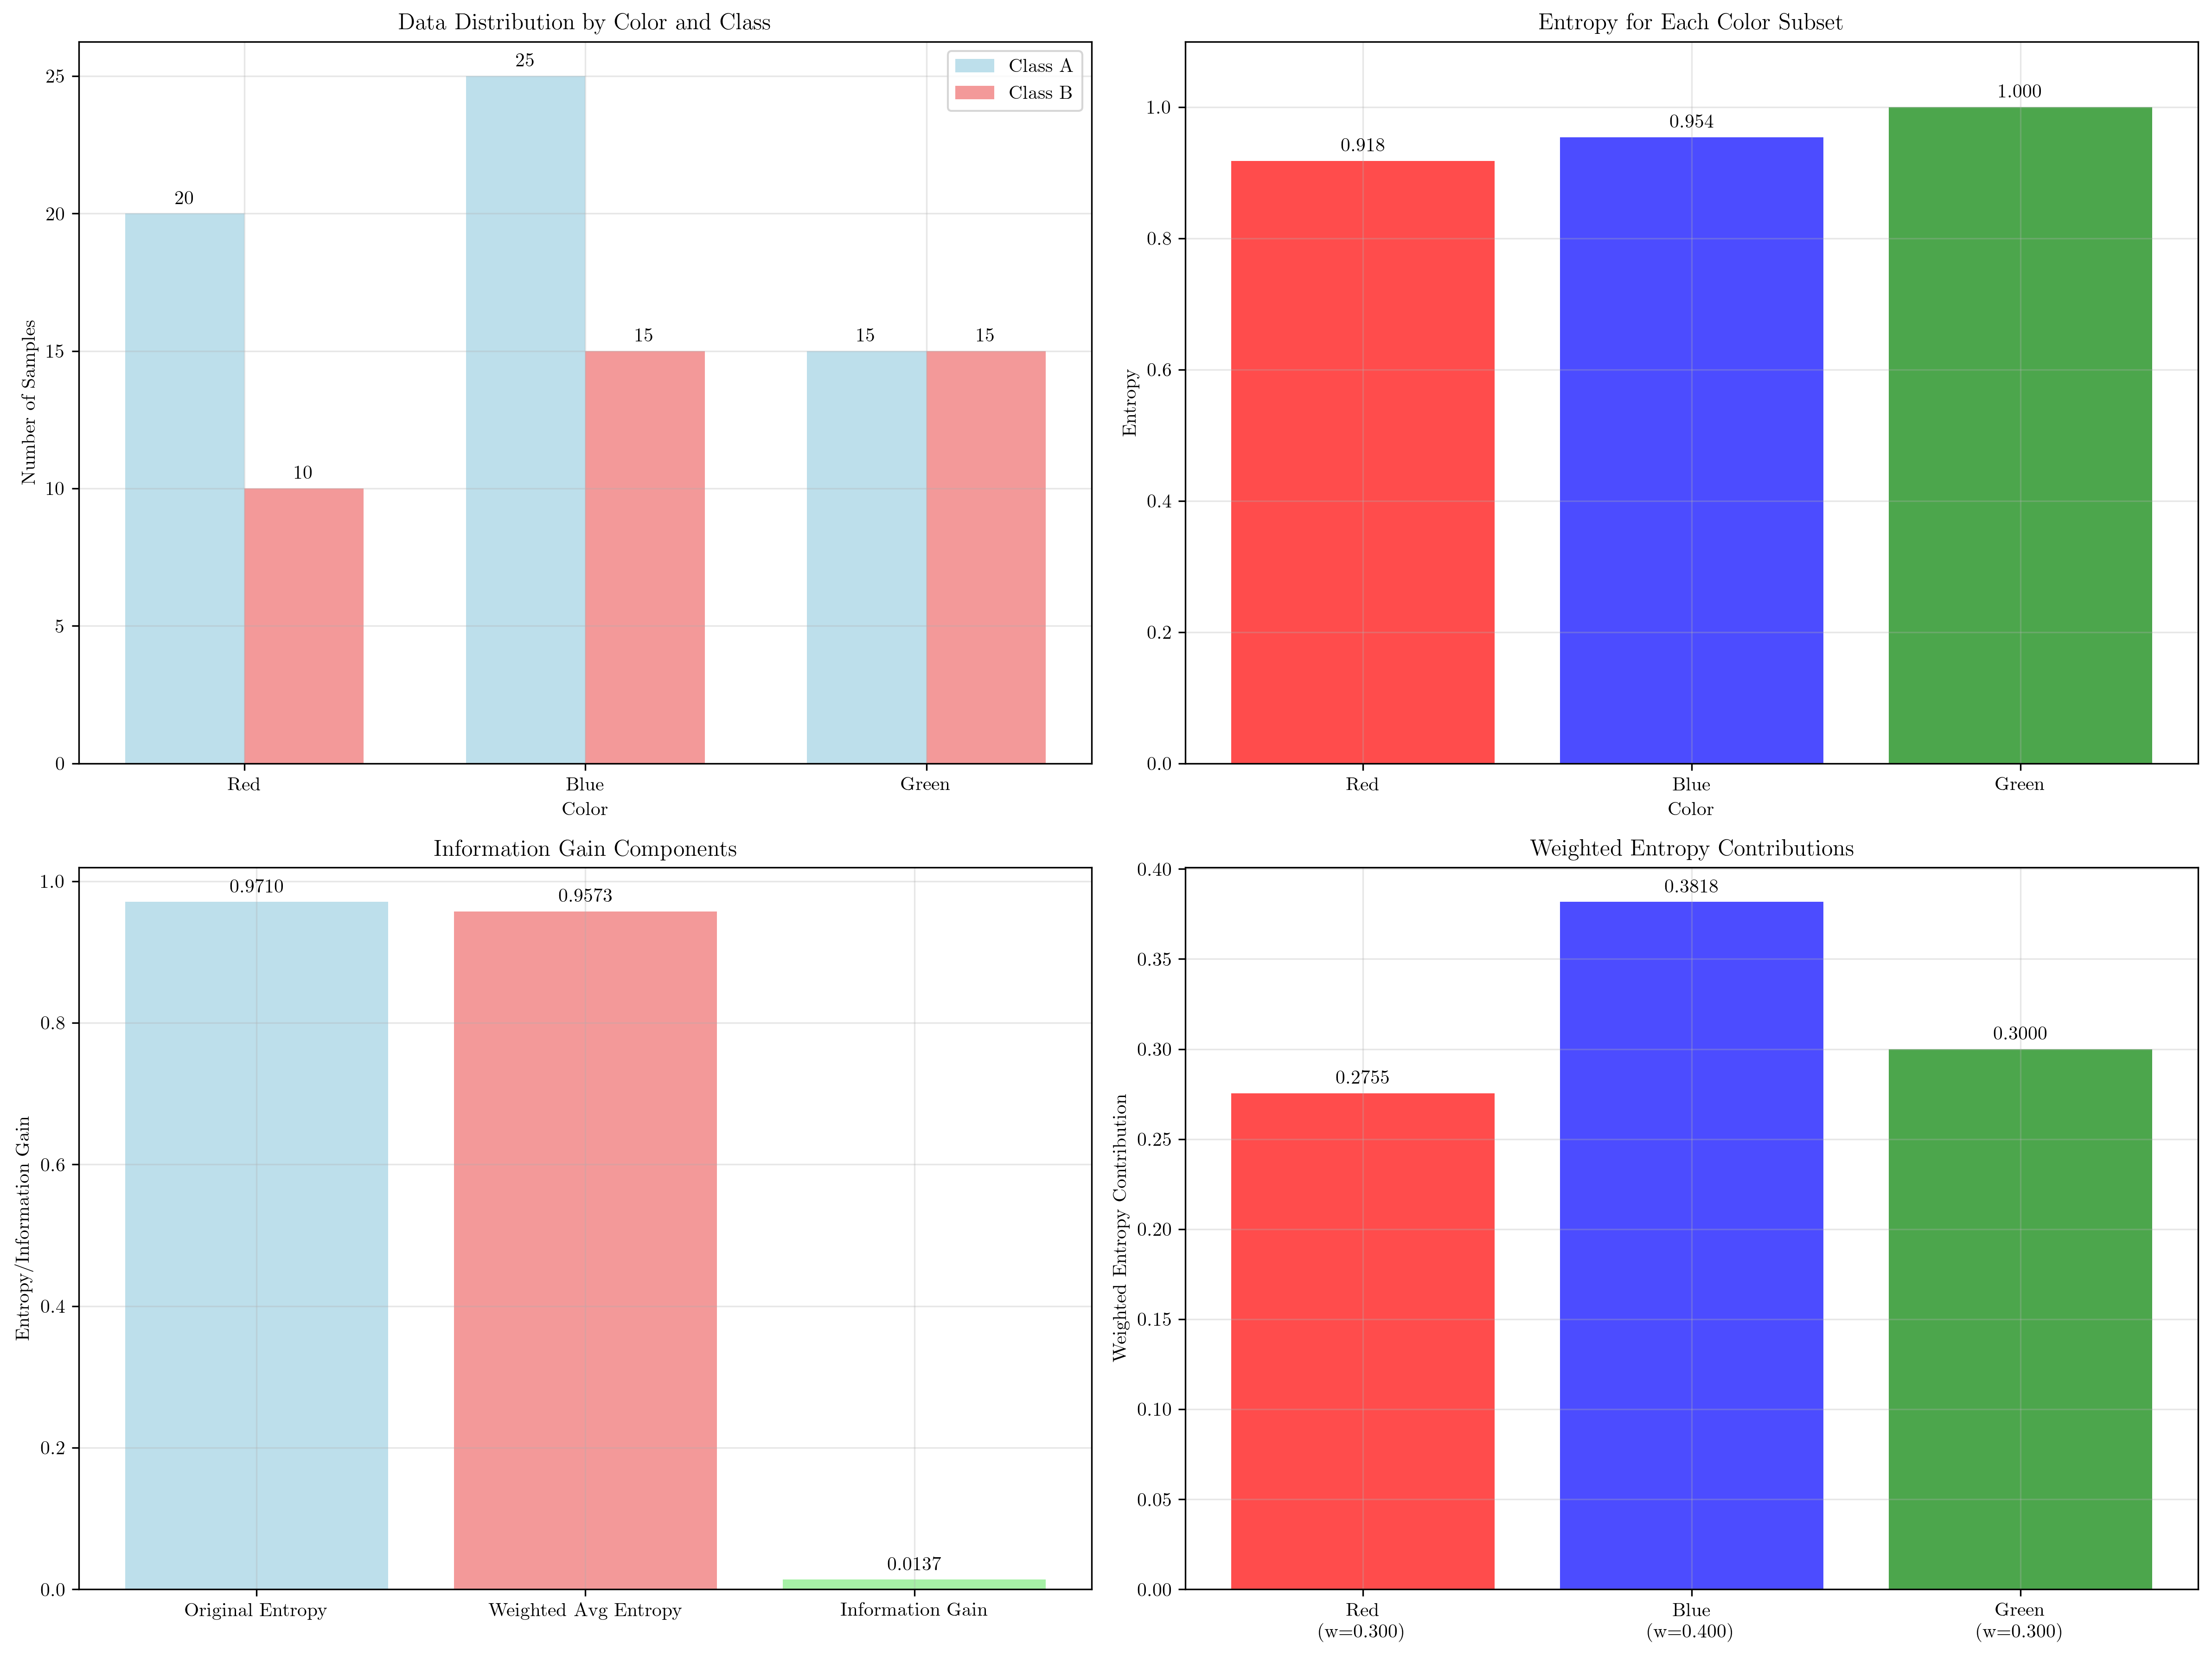 Data Distribution by Color and Class
Number of Samples
25
20
15
10
5
0
20
10
25
15
15
15
Class A
Class B
Red
Blue
Green
Color
Entropy for Each Color Subset
Entropy
1.0
0.8
0.6
0.4
0.2
0.0
0.918
0.954
1.000
Red
Blue
Green
Color
Information Gain Components
Entropy/Information Gain
1.0
0.8
0.6
0.4
0.2
0.0
0.9710
0.9573
0.0137
Original Entropy
Weighted Avg Entropy
Information Gain
Weighted Entropy Contributions
Weighted Entropy Contribution
0.40
0.35
0.30
0.25
0.20
0.15
0.10
0.05
0.00
0.2755
0.3818
0.3000
Red
(w=0.300)
Blue
(w=0.400)
Green
(w=0.300)